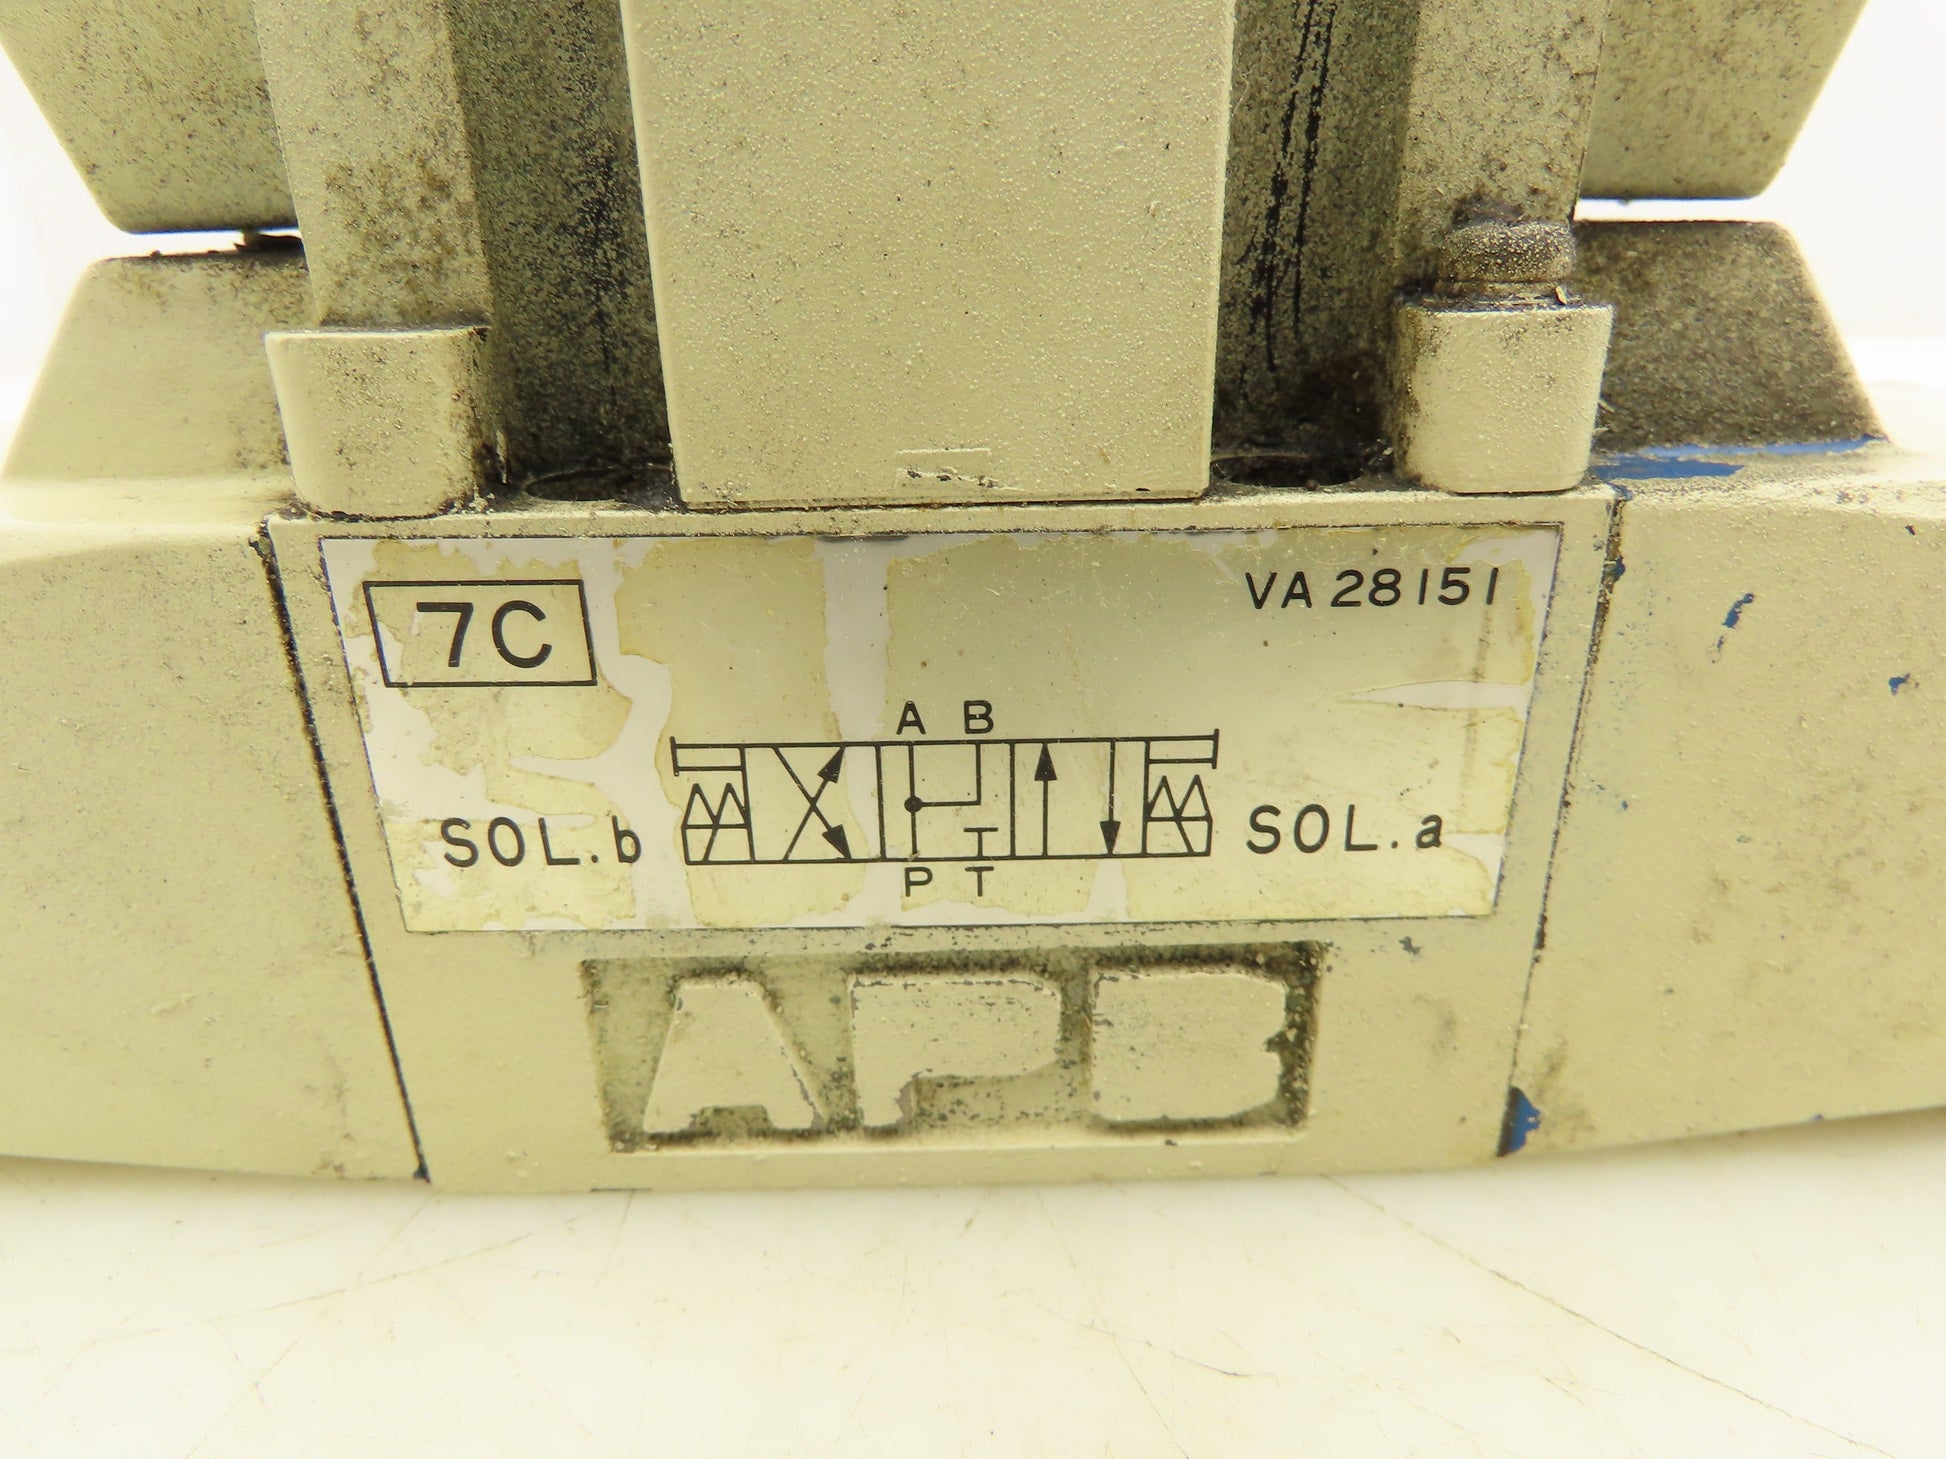 7C
VA 28151
A B
SOL. b
SOL. a
T
P T
APB